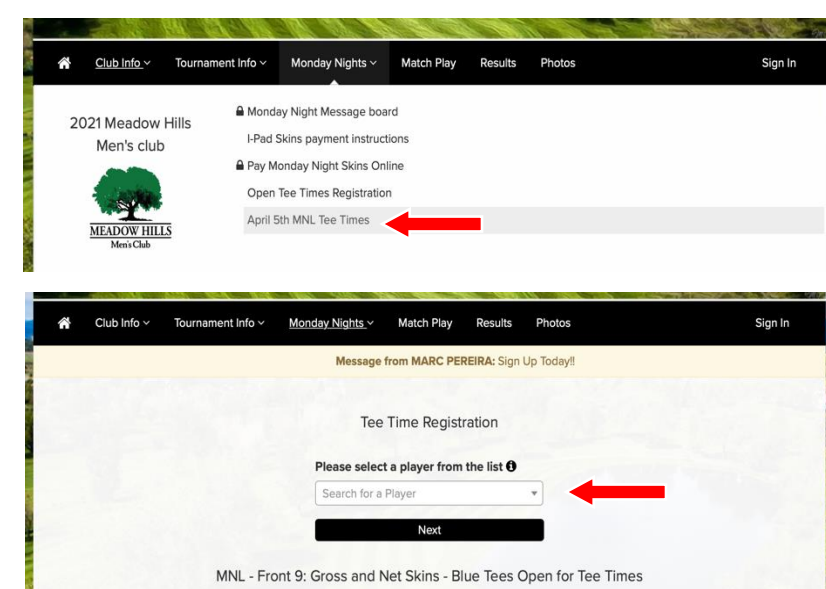 Club Info Tournament Info Monday Nights Match Play Results Photos Sign In
2021 Meadow Hills
Men's club
MEADOW HILLS
Men's Club
Monday Night Message board
I-Pad Skins payment instructions
Pay Monday Night Skins Online
Open Tee Times Registration
April 5th MNL Tee Times
Club Info Tournament Info Monday Nights Match Play Results Photos Sign In
Message from MARC PEREIRA: Sign Up Today!!
Tee Time Registration
Please select a player from the list
Search for a Player
Next
MNL - Front 9: Gross and Net Skins - Blue Tees Open for Tee Times